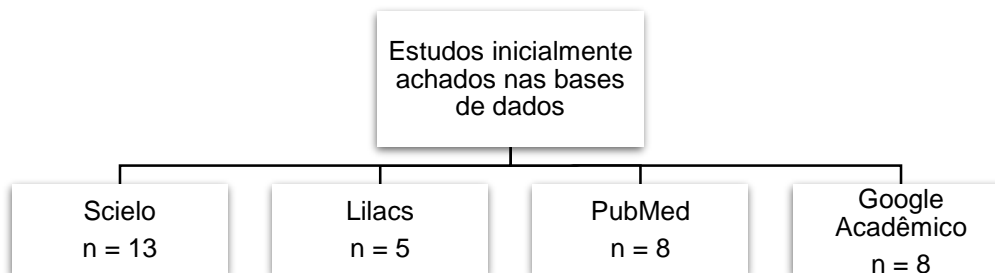 Estudos inicialmente
achados nas bases
de dados
Scielo
n = 13
Lilacs
n = 5
PubMed
n = 8
Google
Acadêmico
n = 8